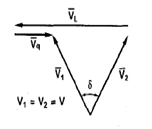 V̅L
V̅q
V̅1
δ
V̅2
V1 = V2 = V